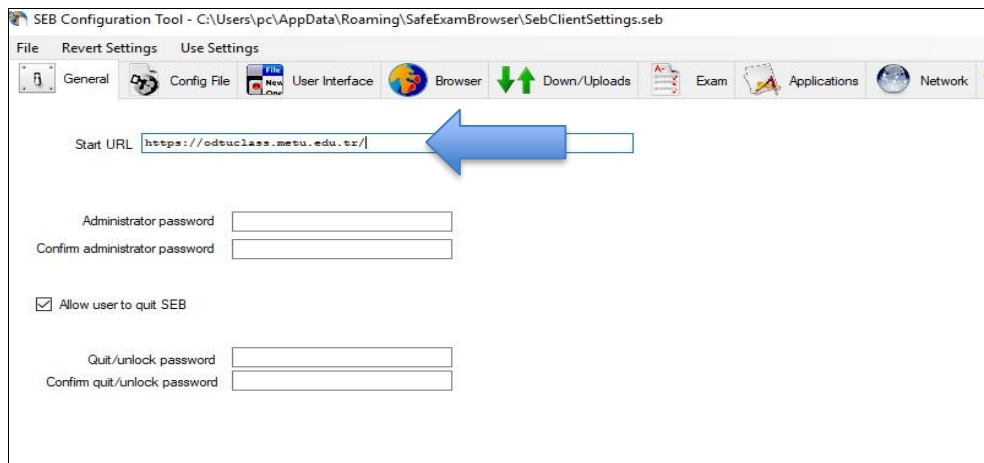 SEB Configuration Tool - C:\Users\pc\AppData\Roaming\SafeExamBrowser\SebClientSettings.seb
File Revert Settings Use Settings
General Config File User Interface Browser Down/Uploads Exam Applications Network
Start URL https://odtuclass.metu.edu.tr/
Administrator password
Confirm administrator password
Allow user to quit SEB
Quit/unlock password
Confirm quit/unlock password